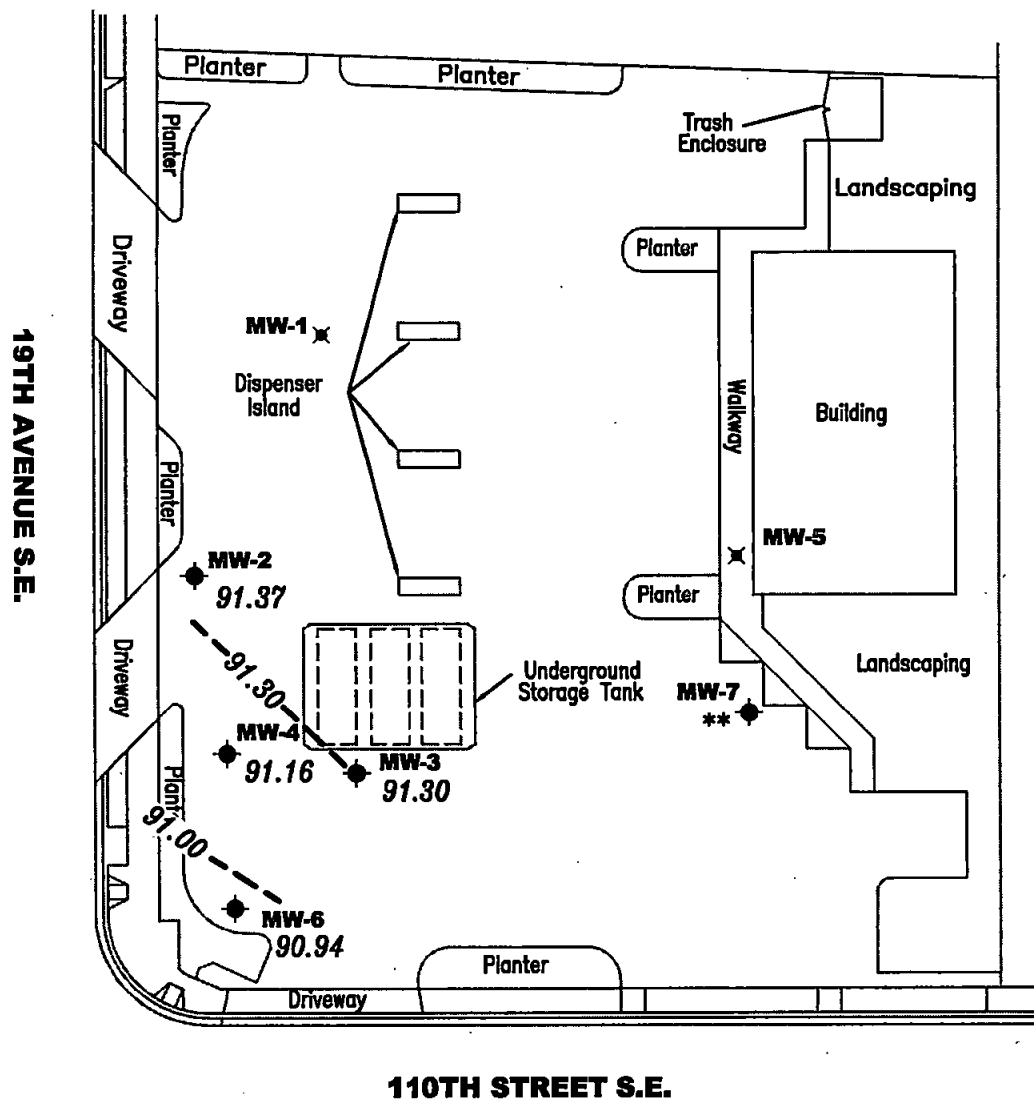 Planter
Planter
Planter
Trash
Enclosure
Landscaping
Driveway
Planter
MW-1
Dispenser
Island
19TH AVENUE S.E.
Walkway
Building
Planter
MW-2
91.37
MW-5
Planter
Driveway
91.30
Underground
Storage Tank
Landscaping
MW-7
**
MW-4
91.16
MW-3
91.30
Plant
91.00
MW-6
90.94
Planter
Driveway
110TH STREET S.E.